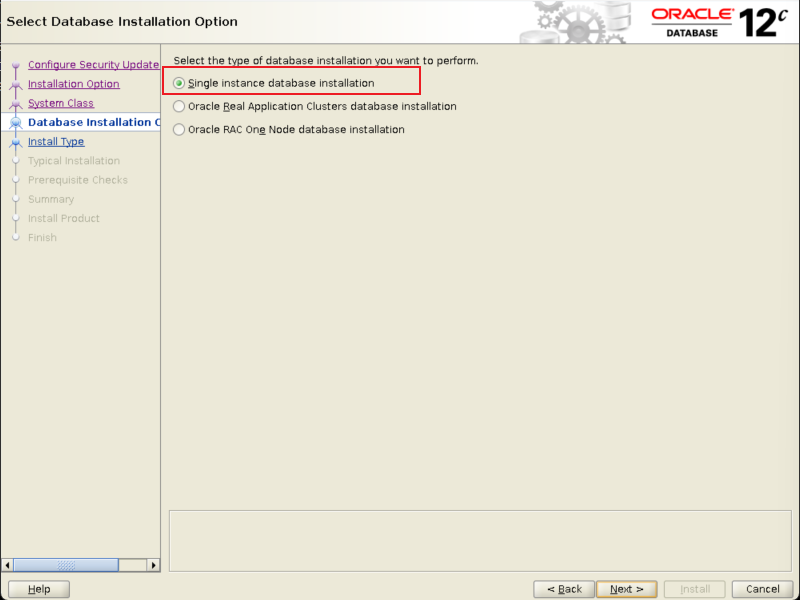 Select Database Installation Option
ORACLE®
DATABASE
12c
Configure Security Update
Installation Option
System Class
Database Installation O
Install Type
Typical Installation
Prerequisite Checks
Summary
Install Product
Finish
Select the type of database installation you want to perform.
Single instance database installation
Oracle Real Application Clusters database installation
Oracle RAC One Node database installation
Help
< Back
Next >
Install
Cancel